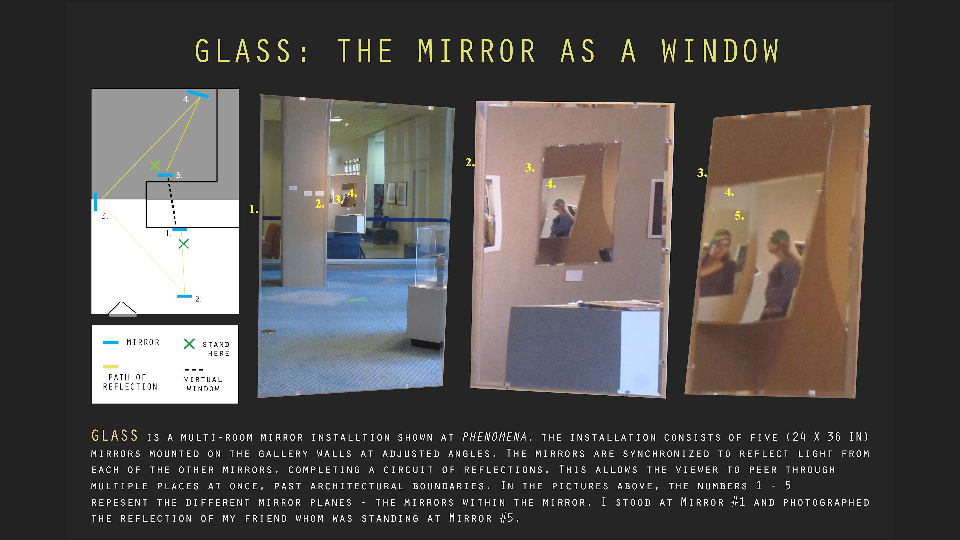 GLASS: THE MIRROR AS A WINDOW
4.
5.
3.
1.
2.
MIRROR
STAND HERE
PATH OF REFLECTION
VIRTUAL WINDOW
1.
2.
3.
4.
2.
3.
4.
3.
4.
5.
GLASS IS A MULTI-ROOM MIRROR INSTALLTION SHOWN AT PHENOMENA. THE INSTALLATION CONSISTS OF FIVE (24 X 36 IN)
MIRRORS MOUNTED ON THE GALLERY WALLS AT ADJUSTED ANGLES. THE MIRRORS ARE SYNCHRONIZED TO REFLECT LIGHT FROM
EACH OF THE OTHER MIRRORS, COMPLETING A CIRCUIT OF REFLECTIONS. THIS ALLOWS THE VIEWER TO PEER THROUGH
MULTIPLE PLACES AT ONCE, PAST ARCHITECTURAL BOUNDARIES. IN THE PICTURES ABOVE, THE NUMBERS 1 - 5
REPESENT THE DIFFERENT MIRROR PLANES - THE MIRRORS WITHIN THE MIRROR. I STOOD AT MIRROR #1 AND PHOTOGRAPHED
THE REFLECTION OF MY FRIEND WHOM WAS STANDING AT MIRROR #5.